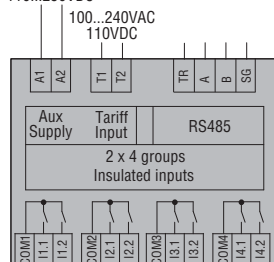 100...240VAC
110VDC
A1 A2 T1 T2 TR A B SG
Aux Tariff
Supply Input RS485
2 x 4 groups
Insulated inputs
COM1 I1.1 I1.2 COM2 I2.1 I2.2 COM3 I3.1 I3.2 COM4 I4.1 I4.2